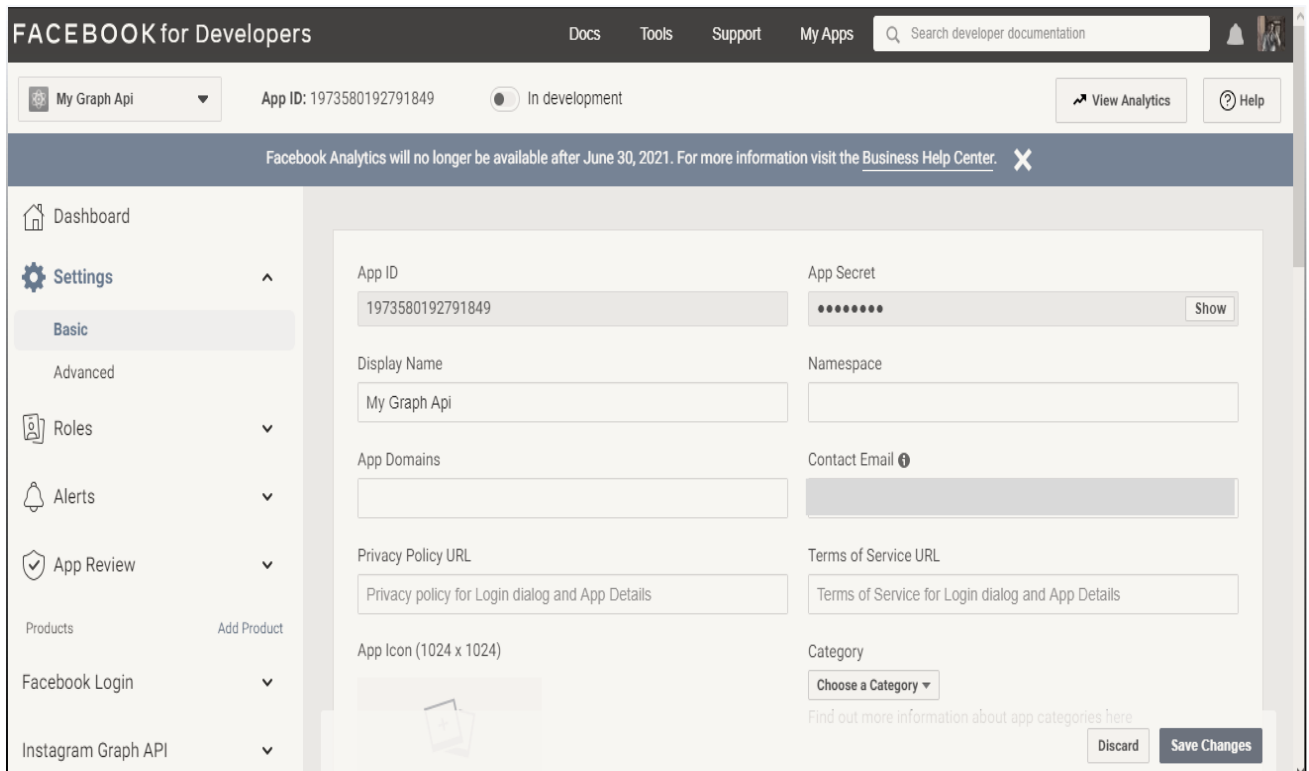 FACEBOOK for Developers
Docs Tools Support My Apps Search developer documentation
My Graph Api App ID: 1973580192791849 In development View Analytics Help
Facebook Analytics will no longer be available after June 30, 2021. For more information visit the Business Help Center.
Dashboard
Settings
Basic
Advanced
Roles
Alerts
App Review
Products Add Product
Facebook Login
Instagram Graph API
App ID
1973580192791849
App Secret
●●●●●●●● Show
Display Name
My Graph Api
Namespace
App Domains
Contact Email
Privacy Policy URL
Privacy policy for Login dialog and App Details
Terms of Service URL
Terms of Service for Login dialog and App Details
App Icon (1024 x 1024)
Category
Choose a Category
Find out more information about app categories here
Discard Save Changes